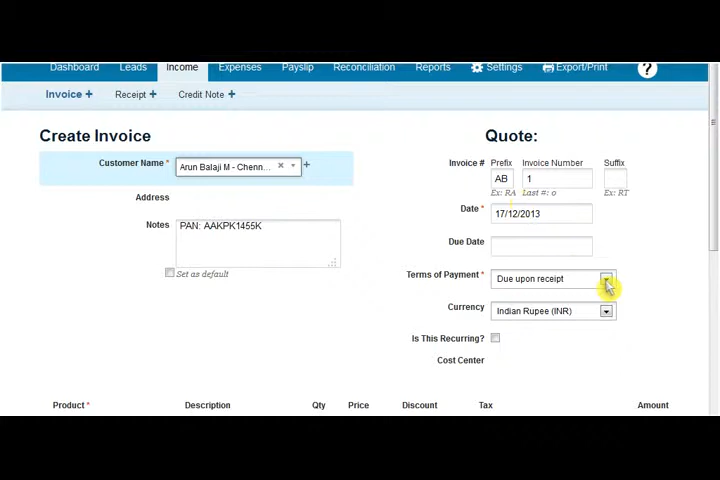 Dashboard Leads Income Expenses Payslip Reconciliation Reports Settings Export/Print ?
Invoice + Receipt + Credit Note +
Create Invoice
Quote:
Customer Name * Arun Balaji M - Chenn... × +
Address
Notes PAN: AAKPK1455K
Set as default
Invoice # Prefix Invoice Number Suffix
AB 1
Ex: RA Last #: 0 Ex: RT
Date * 17/12/2013
Due Date
Terms of Payment * Due upon receipt
Currency Indian Rupee (INR)
Is This Recurring?
Cost Center
Product * Description Qty Price Discount Tax Amount